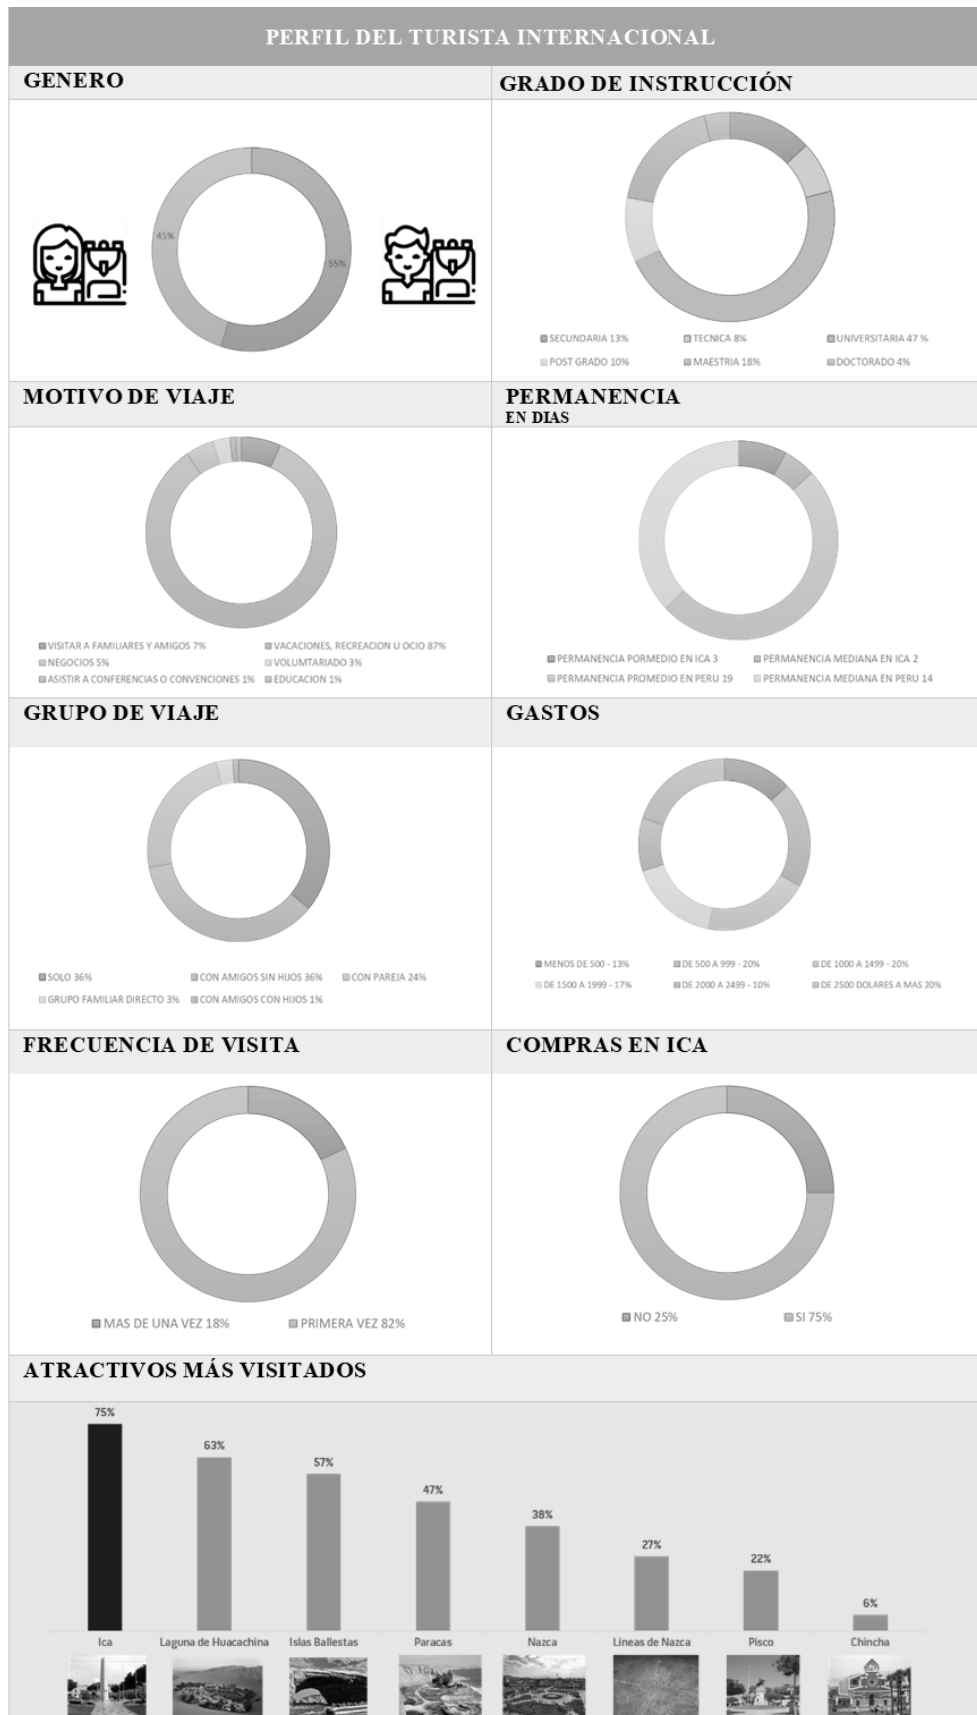 PERFIL DEL TURISTA INTERNACIONAL
GENERO
45%
55%
GRADO DE INSTRUCCIÓN
SECUNDARIA 13% TECNICA 8% UNIVERSITARIA 47 %
POST GRADO 10% MAESTRIA 18% DOCTORADO 4%
MOTIVO DE VIAJE
VISITAR A FAMILIARES Y AMIGOS 7% VACACIONES, RECREACION U OCIO 87%
NEGOCIOS 5% VOLUMTARIADO 3%
ASISTIR A CONFERENCIAS O CONVENCIONES 1% EDUCACION 1%
PERMANENCIA
EN DIAS
PERMANENCIA PORMEDIO EN ICA 3 PERMANENCIA MEDIANA EN ICA 2
PERMANENCIA PROMEDIO EN PERU 19 PERMANENCIA MEDIANA EN PERU 14
GRUPO DE VIAJE
SOLO 36% CON AMIGOS SIN HIJOS 36% CON PAREJA 24%
GRUPO FAMILIAR DIRECTO 3% CON AMIGOS CON HIJOS 1%
GASTOS
MENOS DE 500 - 13% DE 500 A 999 - 20% DE 1000 A 1499 - 20%
DE 1500 A 1999 - 17% DE 2000 A 2499 - 10% DE 2500 DOLARES A MAS 20%
FRECUENCIA DE VISITA
MAS DE UNA VEZ 18% PRIMERA VEZ 82%
COMPRAS EN ICA
NO 25% SI 75%
ATRACTIVOS MÁS VISITADOS
75%
63%
57%
47%
38%
27%
22%
6%
Ica Laguna de Huacachina Islas Ballestas Paracas Nazca Lineas de Nazca Pisco Chincha